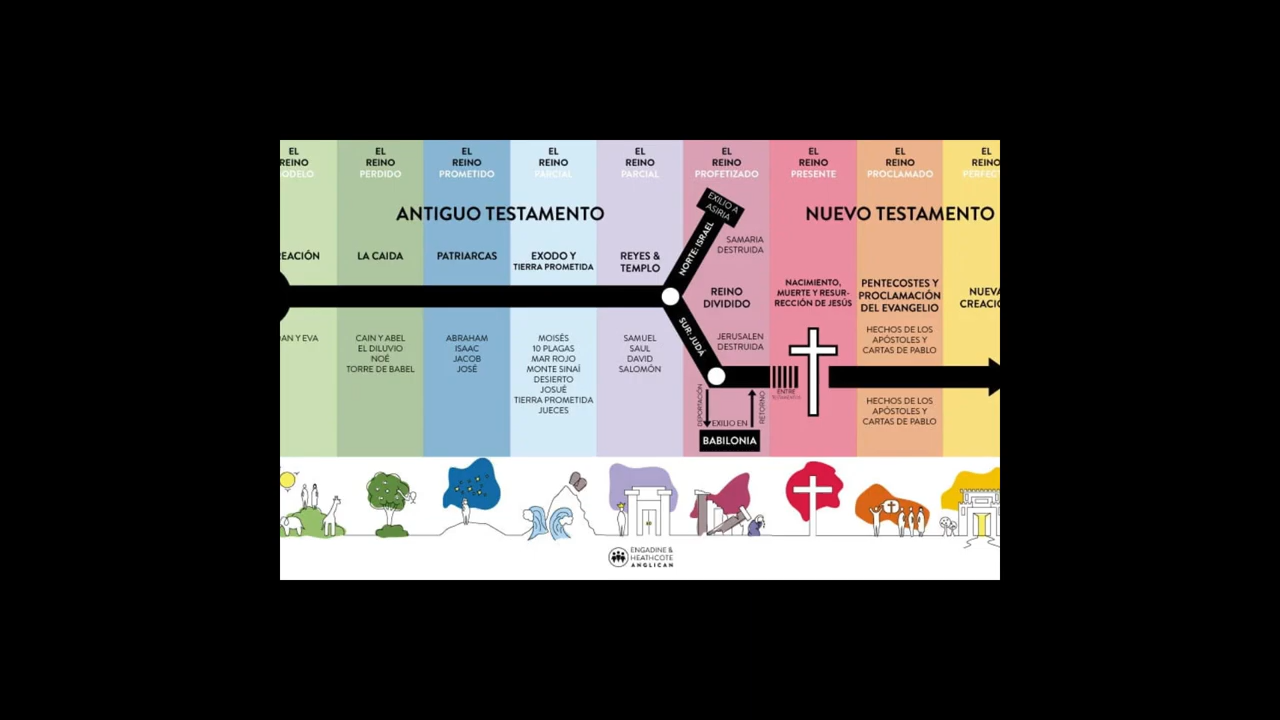 EL
REINO
ODELO
EL
REINO
PERDIDO
EL
REINO
PROMETIDO
EL
REINO
PARCIAL
EL
REINO
PARCIAL
EL
REINO
PROFETIZADO
EL
REINO
PRESENTE
EL
REINO
PROCLAMADO
EL
REINO
PERFECT
ANTIGUO TESTAMENTO
NUEVO TESTAMENTO
EACIÓN
LA CAIDA
PATRIARCAS
EXODO Y
TIERRA PROMETIDA
REYES &
TEMPLO
EXILIO A
ASIRIA
NORTE: ISRAEL
SAMARIA
DESTRUIDA
REINO
DIVIDIDO
SUR: JUDÁ
JERUSALEN
DESTRUIDA
NACIMIENTO,
MUERTE Y RESUR-
RECCIÓN DE JESÚS
PENTECOSTES Y
PROCLAMACIÓN
DEL EVANGELIO
NUEVA
CREACIÓ
AN Y EVA
CAIN Y ABEL
EL DILUVIO
NOÉ
TORRE DE BABEL
ABRAHAM
ISAAC
JACOB
JOSÉ
MOISÉS
10 PLAGAS
MAR ROJO
MONTE SINAÍ
DESIERTO
JOSUÉ
TIERRA PROMETIDA
JUECES
SAMUEL
SAUL
DAVID
SALOMÓN
DEPORTACIÓN
EXILIO EN
RETORNO
BABILONIA
ENTRE
TESTAMENTOS
HECHOS DE LOS
APÓSTOLES Y
CARTAS DE PABLO
HECHOS DE LOS
APÓSTOLES Y
CARTAS DE PABLO
ENGADINE &
HEATHCOTE
ANGLICAN